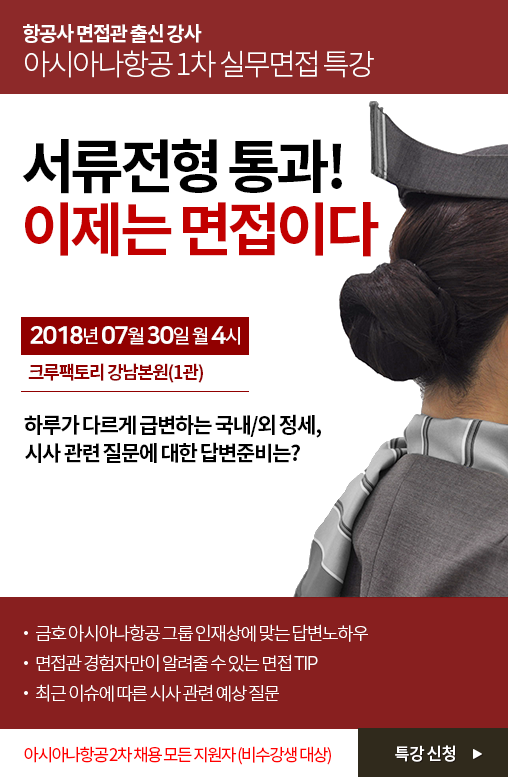 항공사 면접관 출신 강사
아시아나항공 1차 실무면접 특강
서류전형 통과!
이제는 면접이다
2018년 07월 30일 월 4시
크루팩토리 강남본원(1관)
하루가 다르게 급변하는 국내/외 정세,
시사 관련 질문에 대한 답변준비는?
• 금호 아시아나항공 그룹 인재상에 맞는 답변노하우
• 면접관 경험자만이 알려줄 수 있는 면접 TIP
• 최근 이슈에 따른 시사 관련 예상 질문
아시아나항공 2차 채용 모든 지원자 (비수강생 대상)
특강 신청 ▶